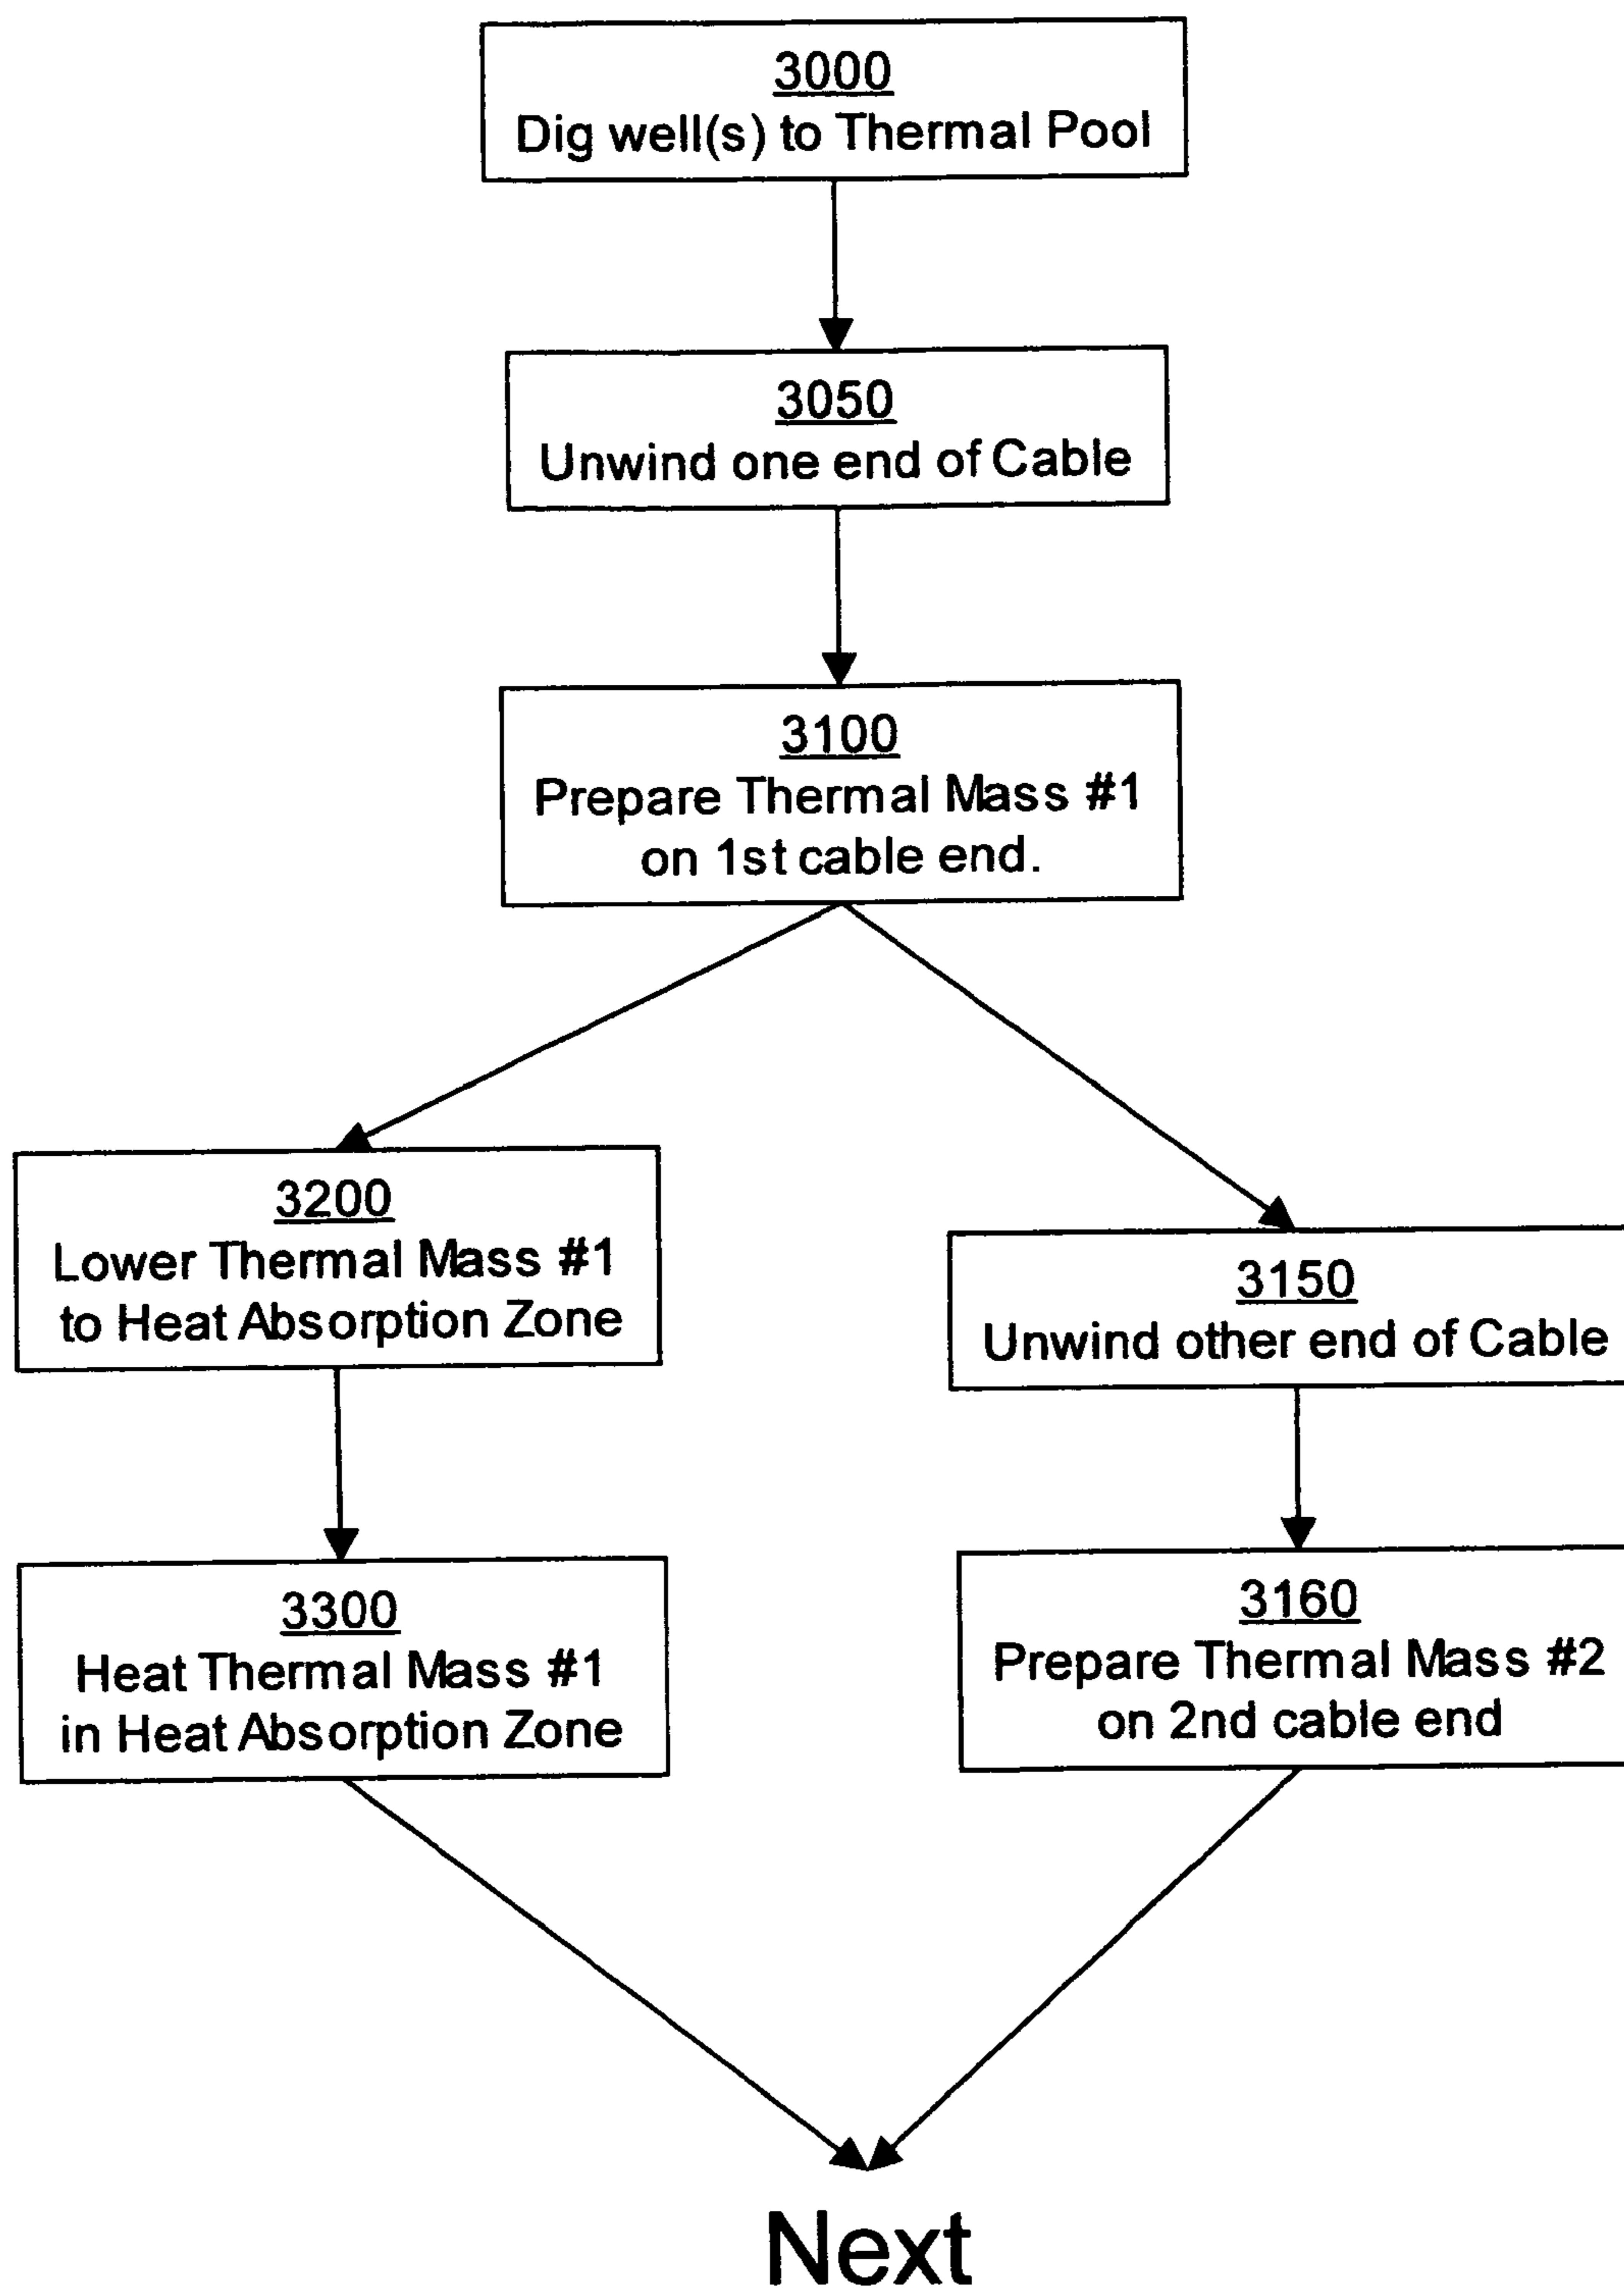 3000
Dig well(s) to Thermal Pool
3050
Unwind one end of Cable
3100
Prepare Thermal Mass #1
on 1st cable end.
3200
Lower Thermal Mass #1
to Heat Absorption Zone
3150
Unwind other end of Cable
3300
Heat Thermal Mass #1
in Heat Absorption Zone
3160
Prepare Thermal Mass #2
on 2nd cable end
Next